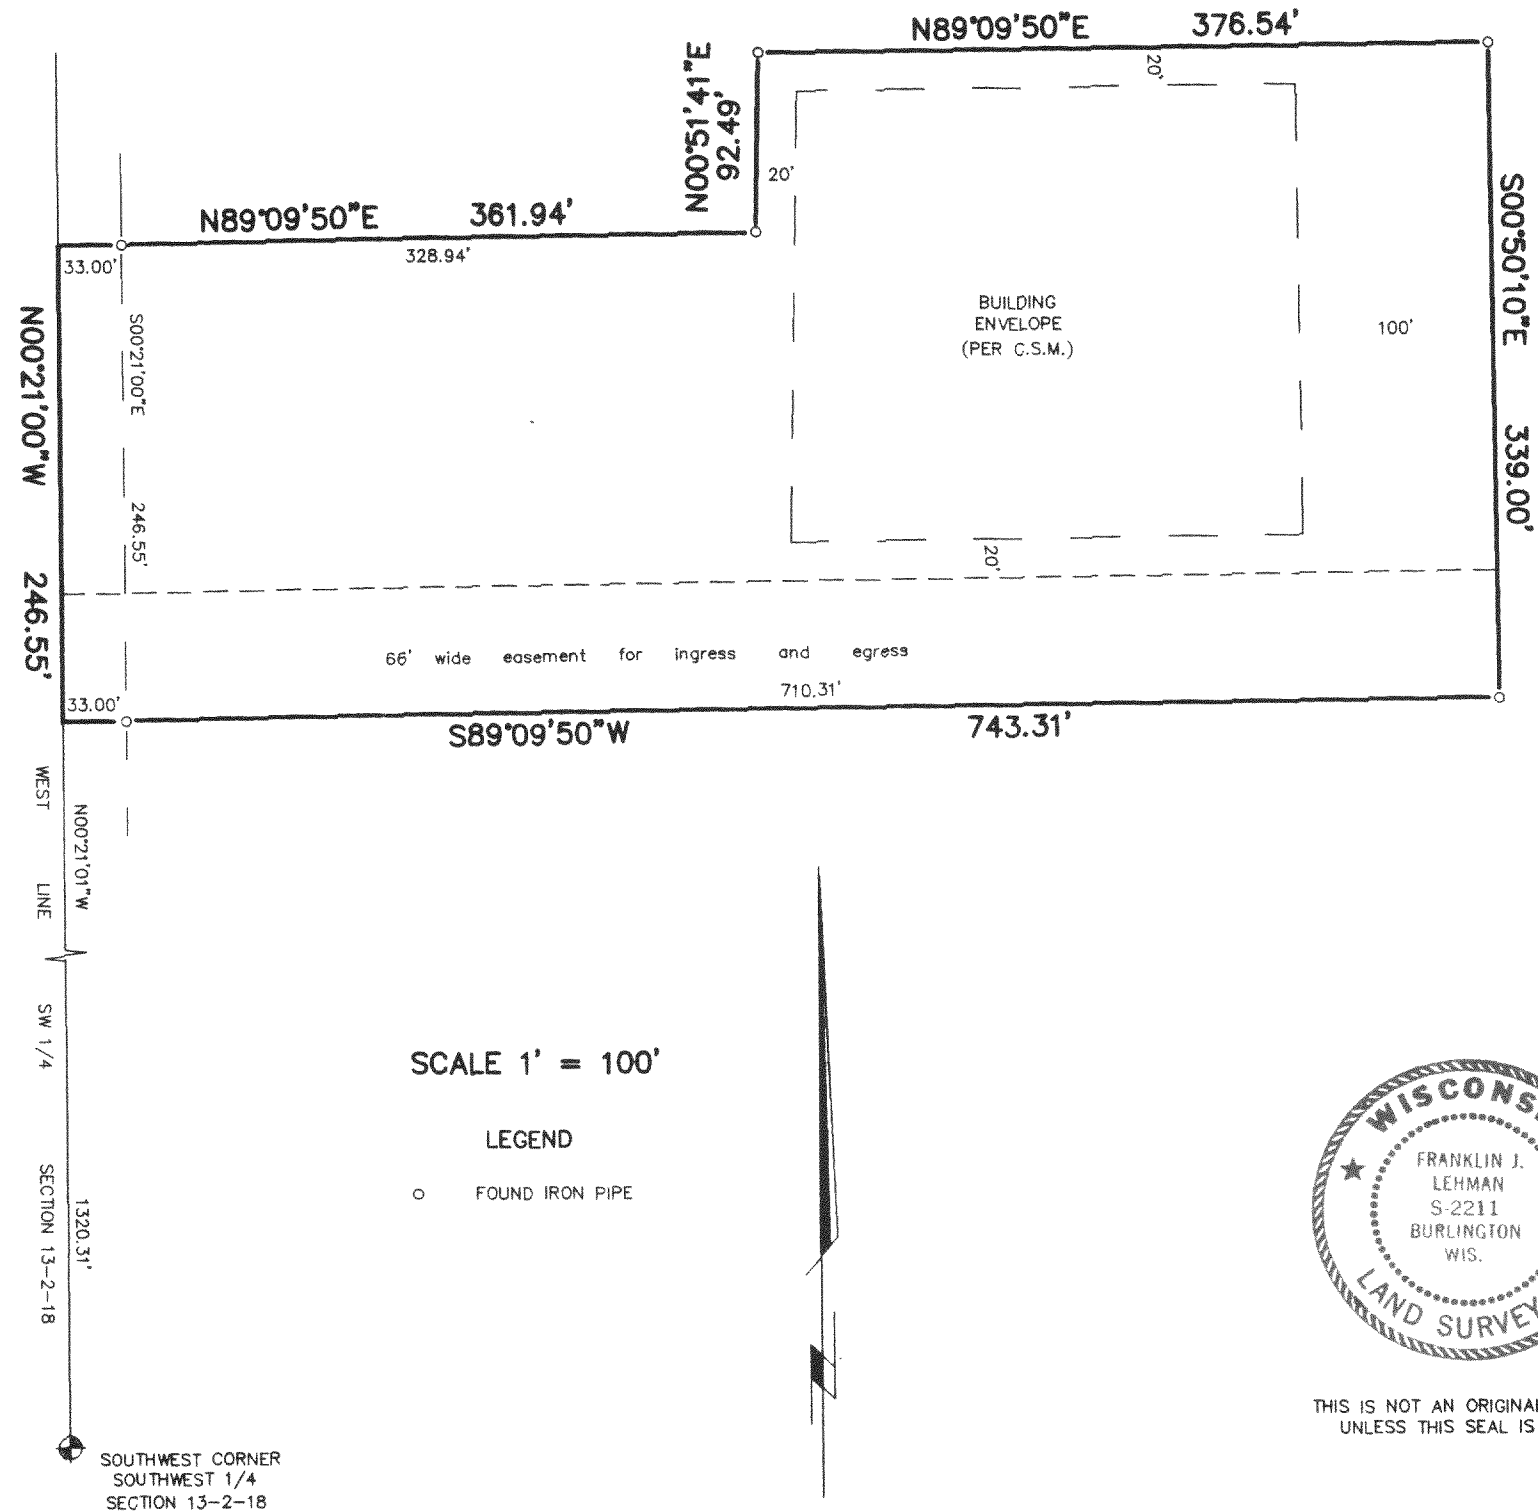 N89°09'50"E 376.54'
N00°51'41"E
92.49'
20'
20'
N89°09'50"E 361.94'
328.94'
33.00'
S00°50'10"E 339.00'
BUILDING
ENVELOPE
(PER C.S.M.)
100'
N00°21'00"W 246.55'
S00°21'00"E 246.55'
20'
66' wide easement for ingress and egress
710.31'
33.00'
S89°09'50"W 743.31'
WEST LINE SW 1/4 SECTION 13-2-18
N00°21'01"W 1320.31'
SCALE 1' = 100'
LEGEND
FOUND IRON PIPE
WISCONS
FRANKLIN J.
LEHMAN
S-2211
BURLINGTON
WIS.
LAND SURVEY
THIS IS NOT AN ORIGINAL
UNLESS THIS SEAL IS
SOUTHWEST CORNER
SOUTHWEST 1/4
SECTION 13-2-18